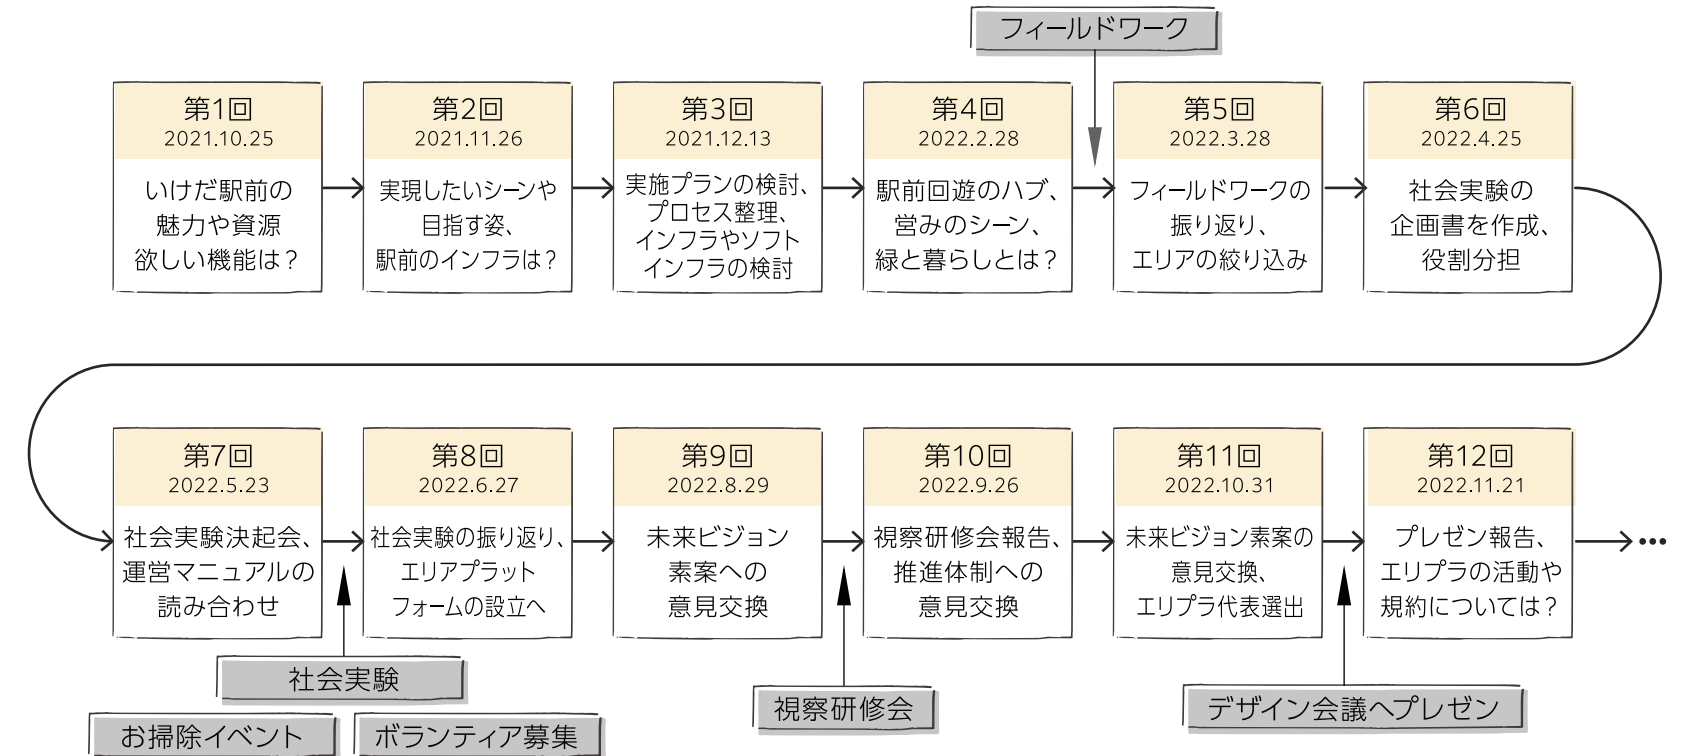 フィールドワーク
第1回
2021.10.25
いけだ駅前の
魅力や資源
欲しい機能は？
第2回
2021.11.26
実現したいシーンや
目指す姿、
駅前のインフラは？
第3回
2021.12.13
実施プランの検討、
プロセス整理、
インフラやソフト
インフラの検討
第4回
2022.2.28
駅前回遊のハブ、
営みのシーン、
緑と暮らしとは？
第5回
2022.3.28
フィールドワークの
振り返り、
エリアの絞り込み
第6回
2022.4.25
社会実験の
企画書を作成、
役割分担
第7回
2022.5.23
社会実験決起会、
運営マニュアルの
読み合わせ
第8回
2022.6.27
社会実験の振り返り、
エリアプラット
フォームの設立へ
第9回
2022.8.29
未来ビジョン
素案への
意見交換
第10回
2022.9.26
視察研修会報告、
推進体制への
意見交換
第11回
2022.10.31
未来ビジョン素案の
意見交換、
エリプラ代表選出
第12回
2022.11.21
プレゼン報告、
エリプラの活動や
規約については？
•••
社会実験
視察研修会
デザイン会議へプレゼン
お掃除イベント
ボランティア募集